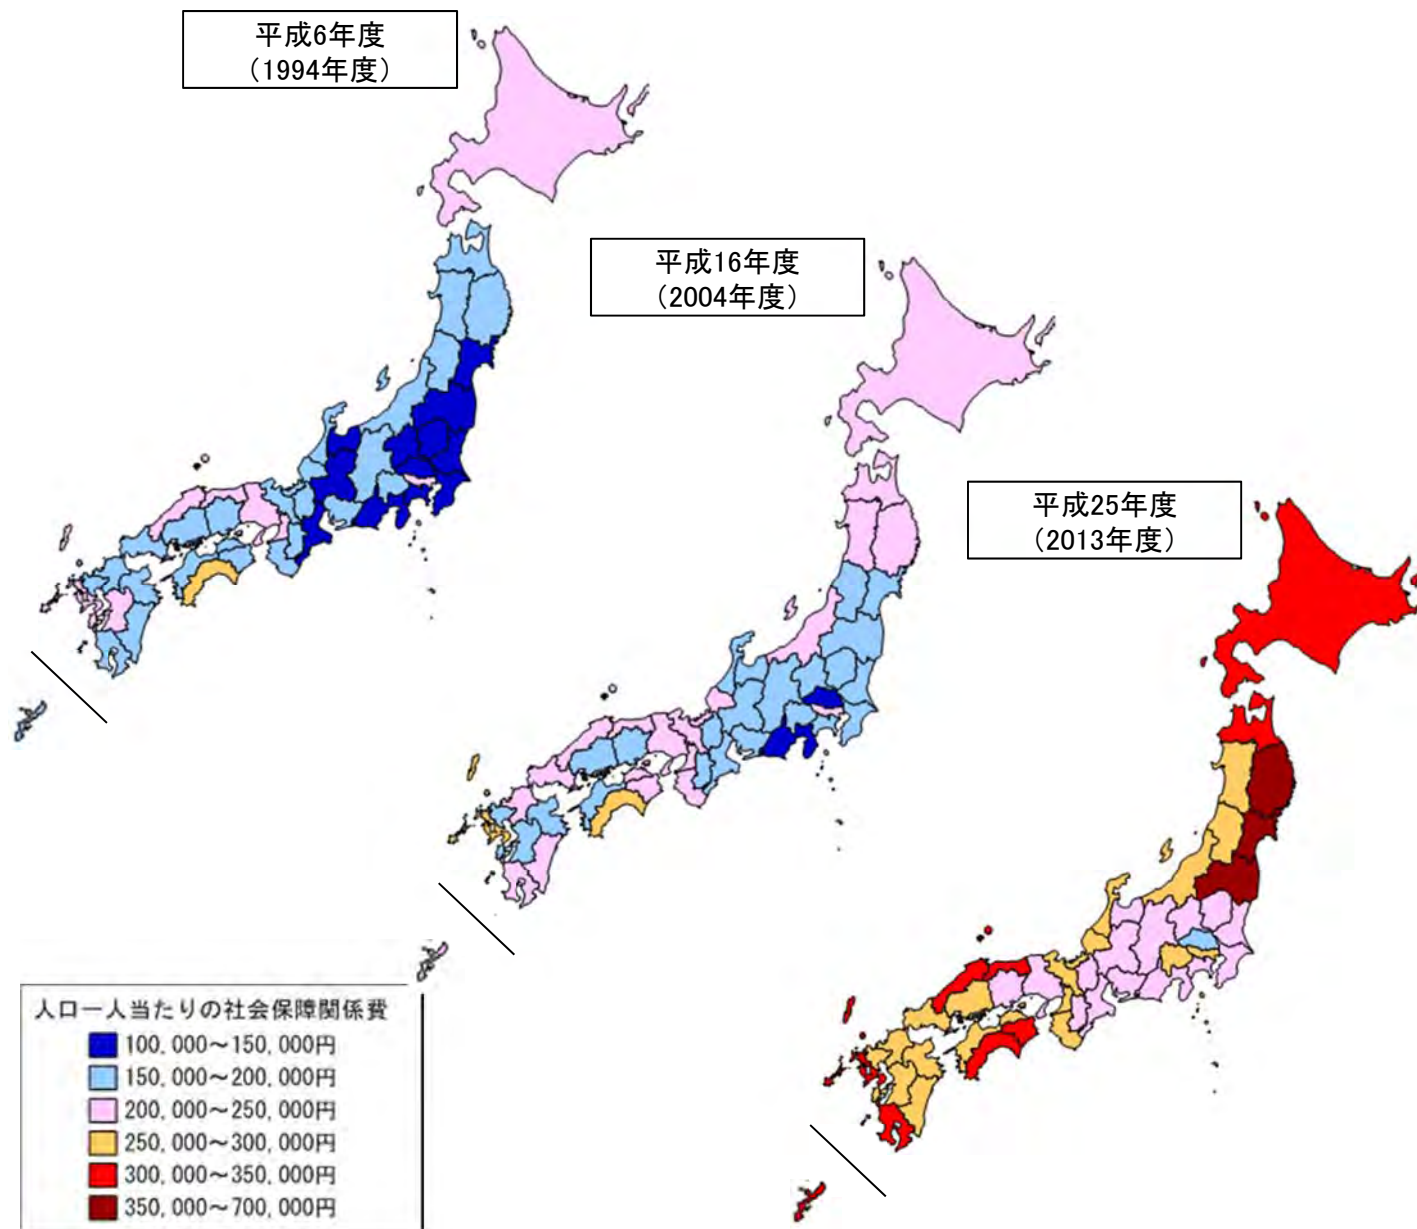 平成6年度
（1994年度）
平成16年度
（2004年度）
平成25年度
（2013年度）
人口一人当たりの社会保障関係費
100,000～150,000円
150,000～200,000円
200,000～250,000円
250,000～300,000円
300,000～350,000円
350,000～700,000円